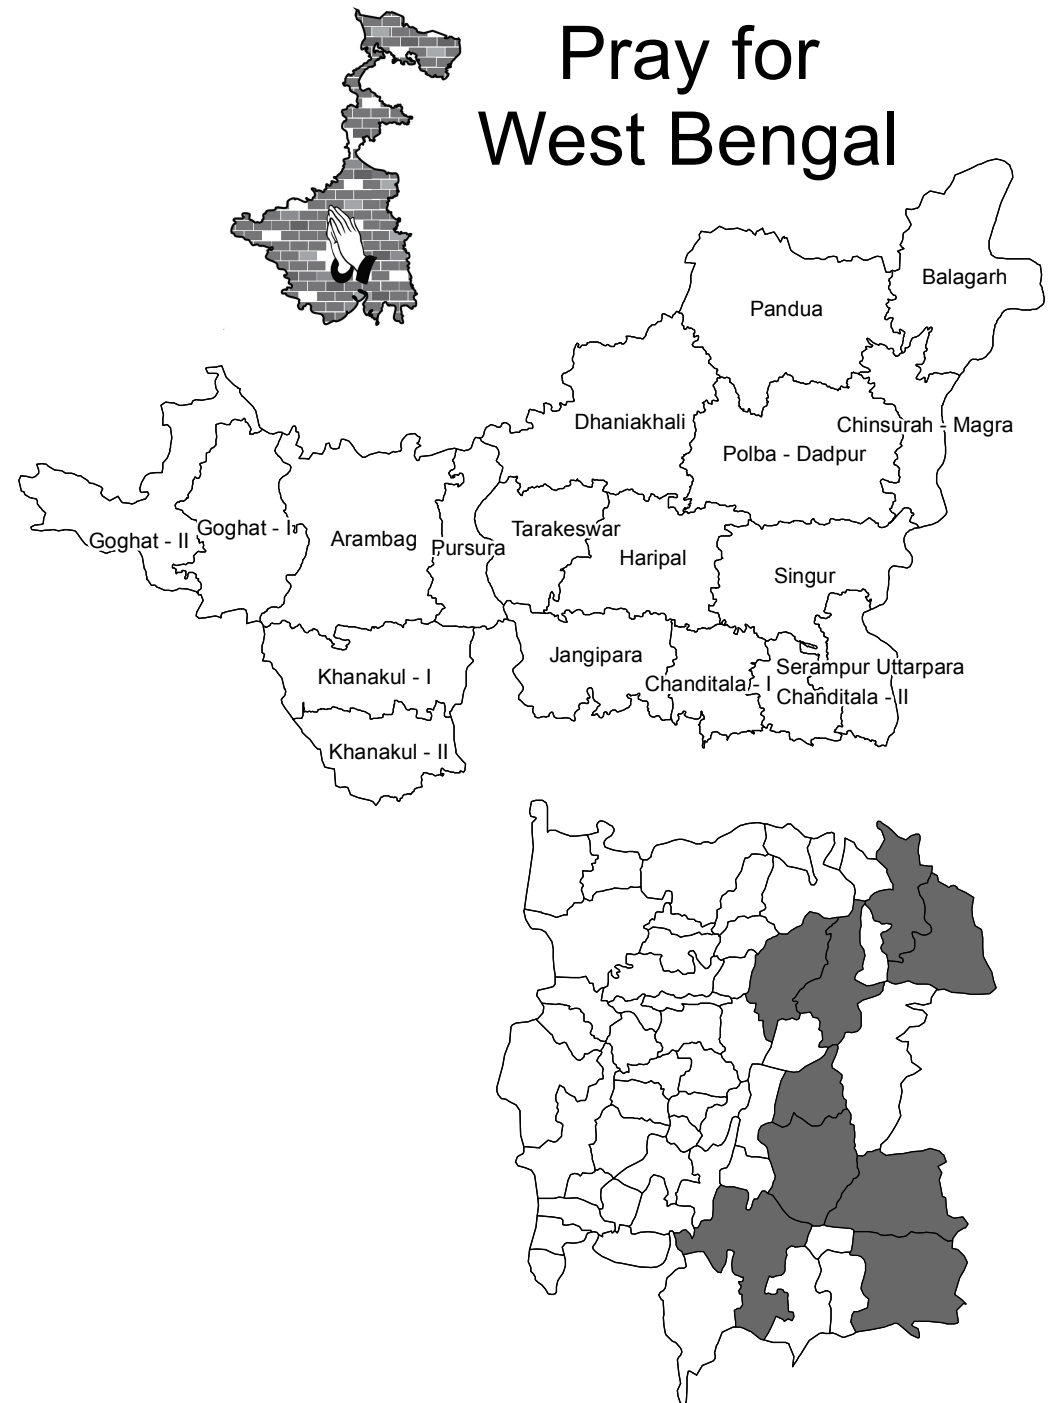 Pray for
West Bengal
Balagarh
Pandua
Dhaniakhali
Chinsurah - Magra
Polba - Dadpur
Goghat - II
Goghat - I
Arambag
Pursura
Tarakeswar
Haripal
Singur
Jangipara
Serampur Uttarpara
Khanakul - I
Chanditala - I
Chanditala - II
Khanakul - II